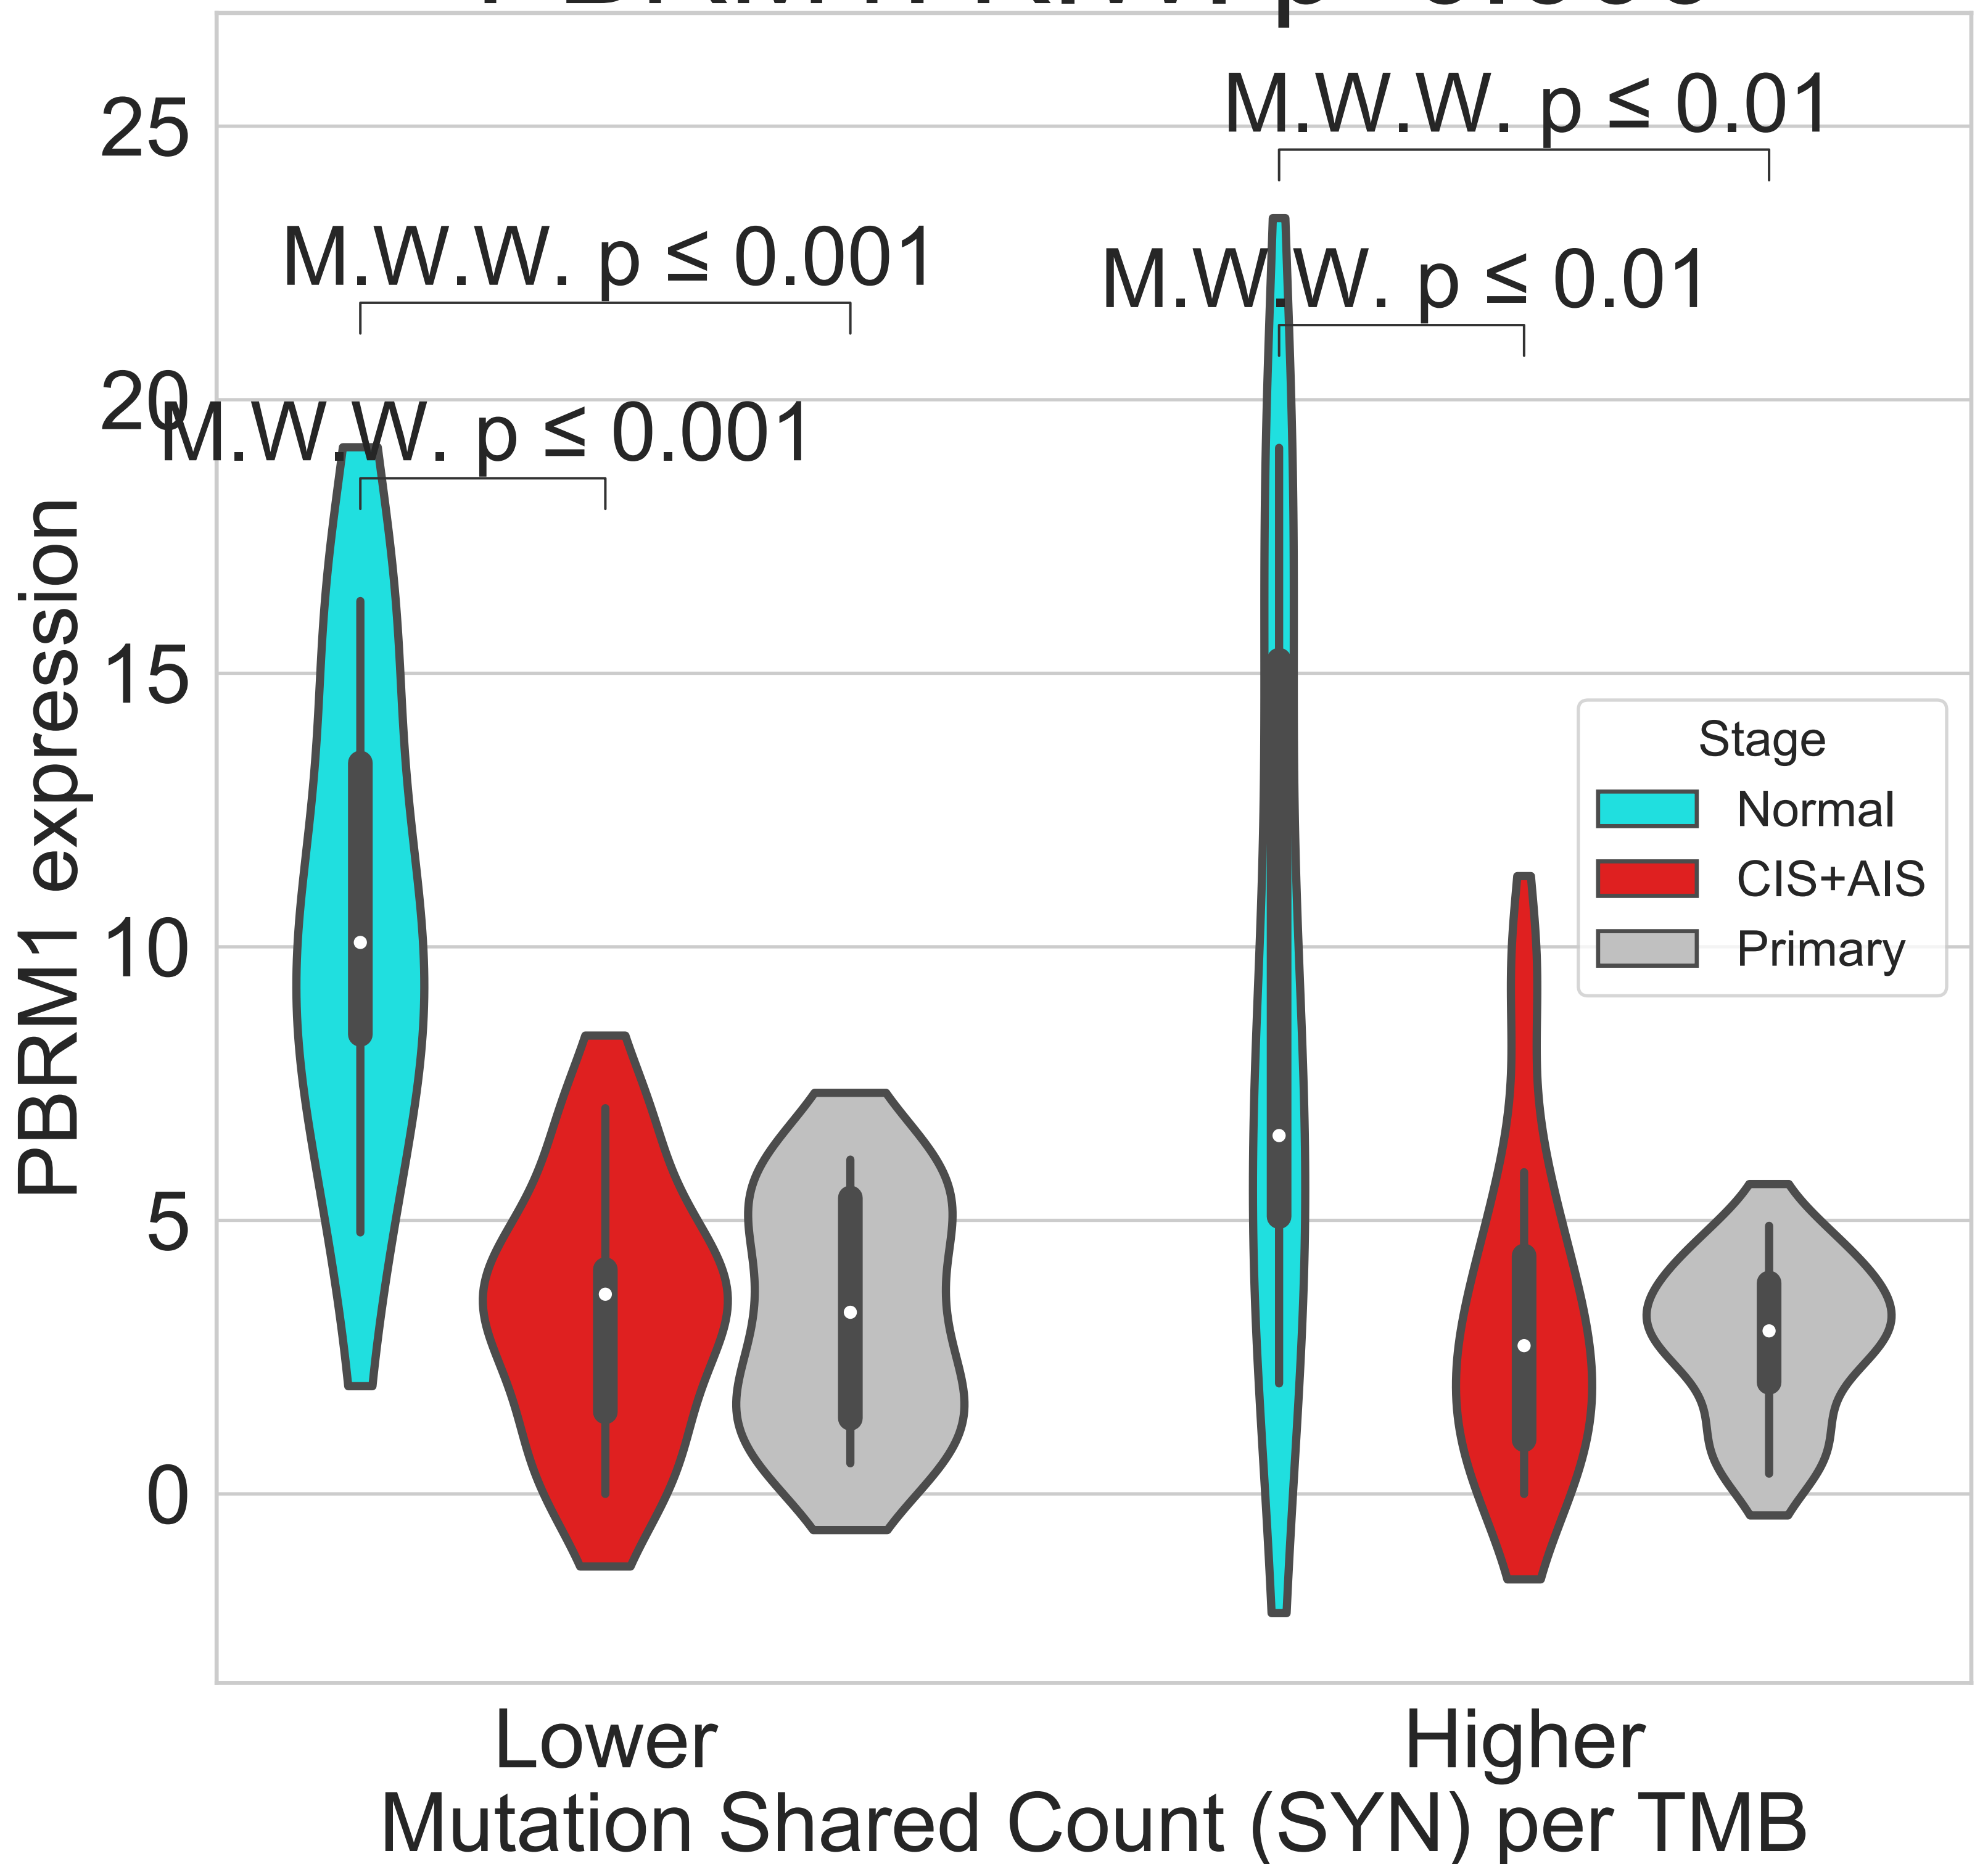 25
M.W.W. p ≤ 0.01
M.W.W. p ≤ 0.001
M.W.W. p ≤ 0.01
20
M.W.W. p ≤ 0.001
15
10
5
0
PBRM1 expression
Stage
Normal
CIS+AIS
Primary
Lower
Higher
Mutation Shared Count (SYN) per TMB